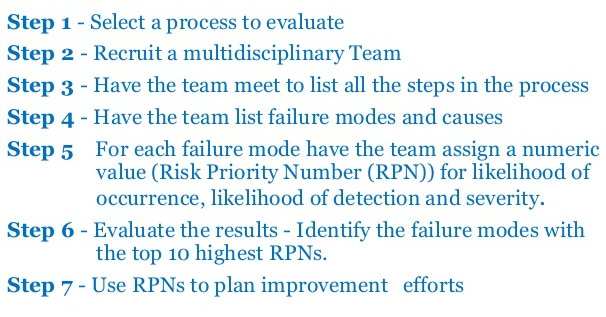 Step 1 - Select a process to evaluate
Step 2 - Recruit a multidisciplinary Team
Step 3 - Have the team meet to list all the steps in the process
Step 4 - Have the team list failure modes and causes
Step 5 For each failure mode have the team assign a numeric
value (Risk Priority Number (RPN)) for likelihood of
occurrence, likelihood of detection and severity.
Step 6 - Evaluate the results - Identify the failure modes with
the top 10 highest RPNs.
Step 7 - Use RPNs to plan improvement efforts